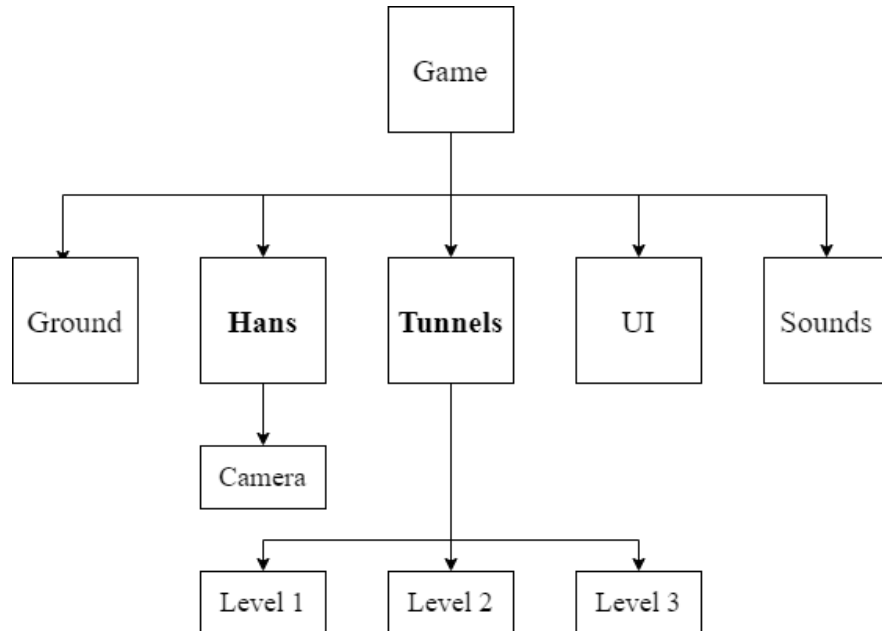 Game
Ground
Hans
Tunnels
UI
Sounds
Camera
Level 1
Level 2
Level 3